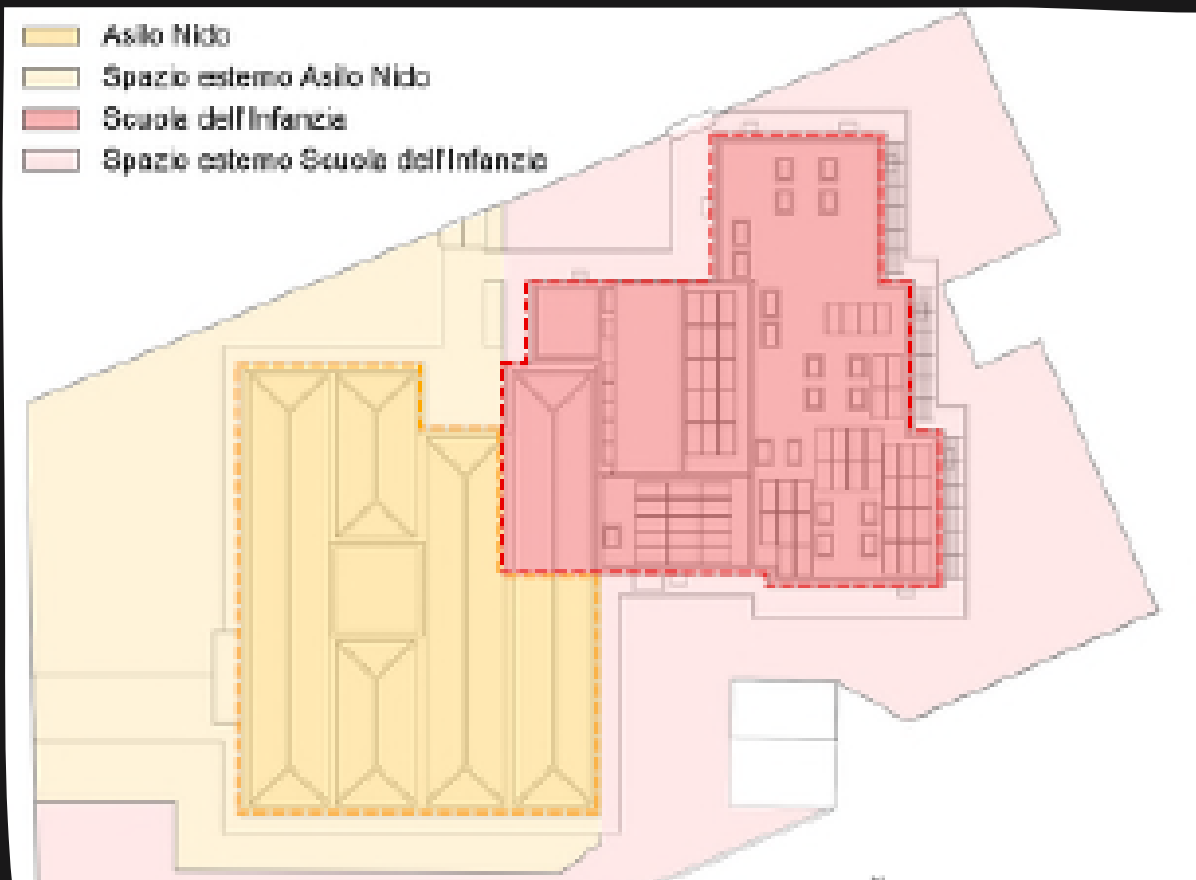 Asilo Nido
Spazio esterno Asilo Nido
Scuola dell'Infanzia
Spazio esterno Scuola dell'Infanzia